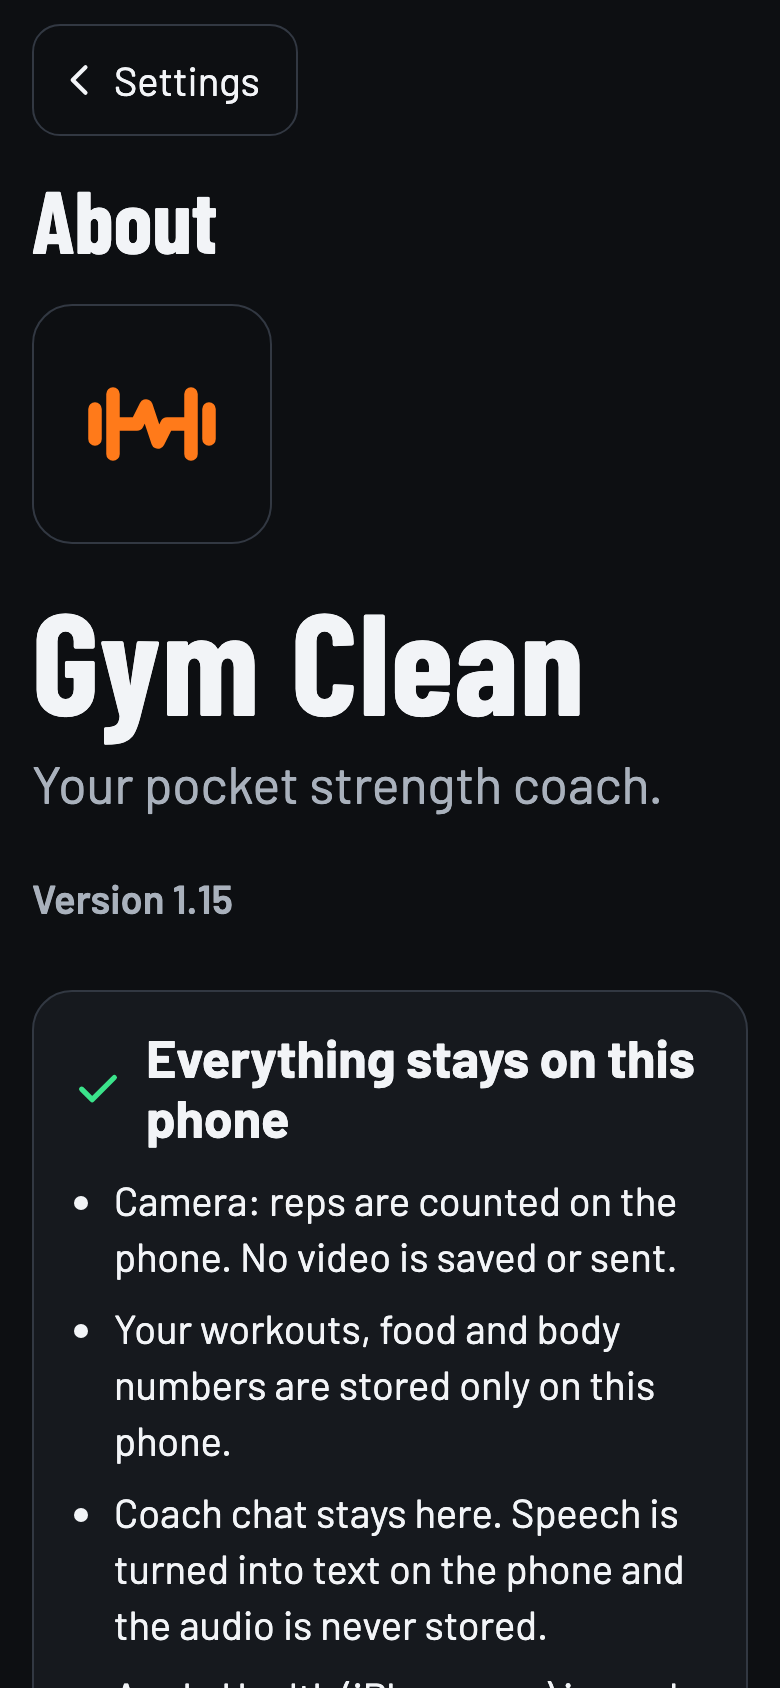 Settings
About
Gym Clean
Your pocket strength coach.
Version 1.15
Everything stays on this
phone
Camera: reps are counted on the
phone. No video is saved or sent.
Your workouts, food and body
numbers are stored only on this
phone.
Coach chat stays here. Speech is
turned into text on the phone and
the audio is never stored.